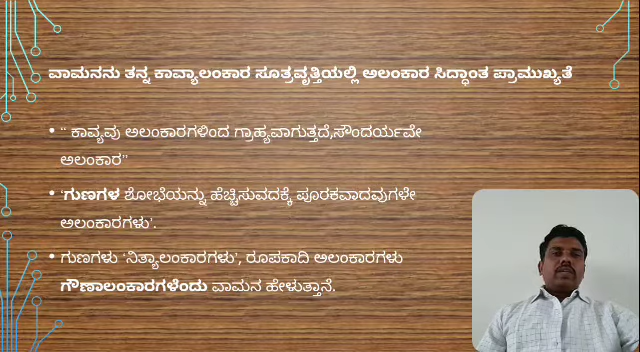 ವಾಮನನು ತನ್ನ ಕಾವ್ಯಾಲಂಕಾರ ಸೂತ್ರವೃತ್ತಿಯಲ್ಲಿ ಅಲಂಕಾರ ಸಿದ್ಧಾಂತ ಪ್ರಾಮುಖ್ಯತೆ
• “ ಕಾವ್ಯವು ಅಲಂಕಾರಗಳಿಂದ ಗ್ರಾಹ್ಯವಾಗುತ್ತದೆ,ಸೌಂದರ್ಯವೇ
ಅಲಂಕಾರ”
• ‘ಗುಣಗಳ ಶೋಭೆಯನ್ನು ಹೆಚ್ಚಿಸುವದಕ್ಕೆ ಪೂರಕವಾದವುಗಳೇ
ಅಲಂಕಾರಗಳು’.
• ಗುಣಗಳು ‘ನಿತ್ಯಾಲಂಕಾರಗಳು’, ರೂಪಕಾದಿ ಅಲಂಕಾರಗಳು
ಗೌಣಾಲಂಕಾರಗಳೆಂದು ವಾಮನ ಹೇಳುತ್ತಾನೆ.